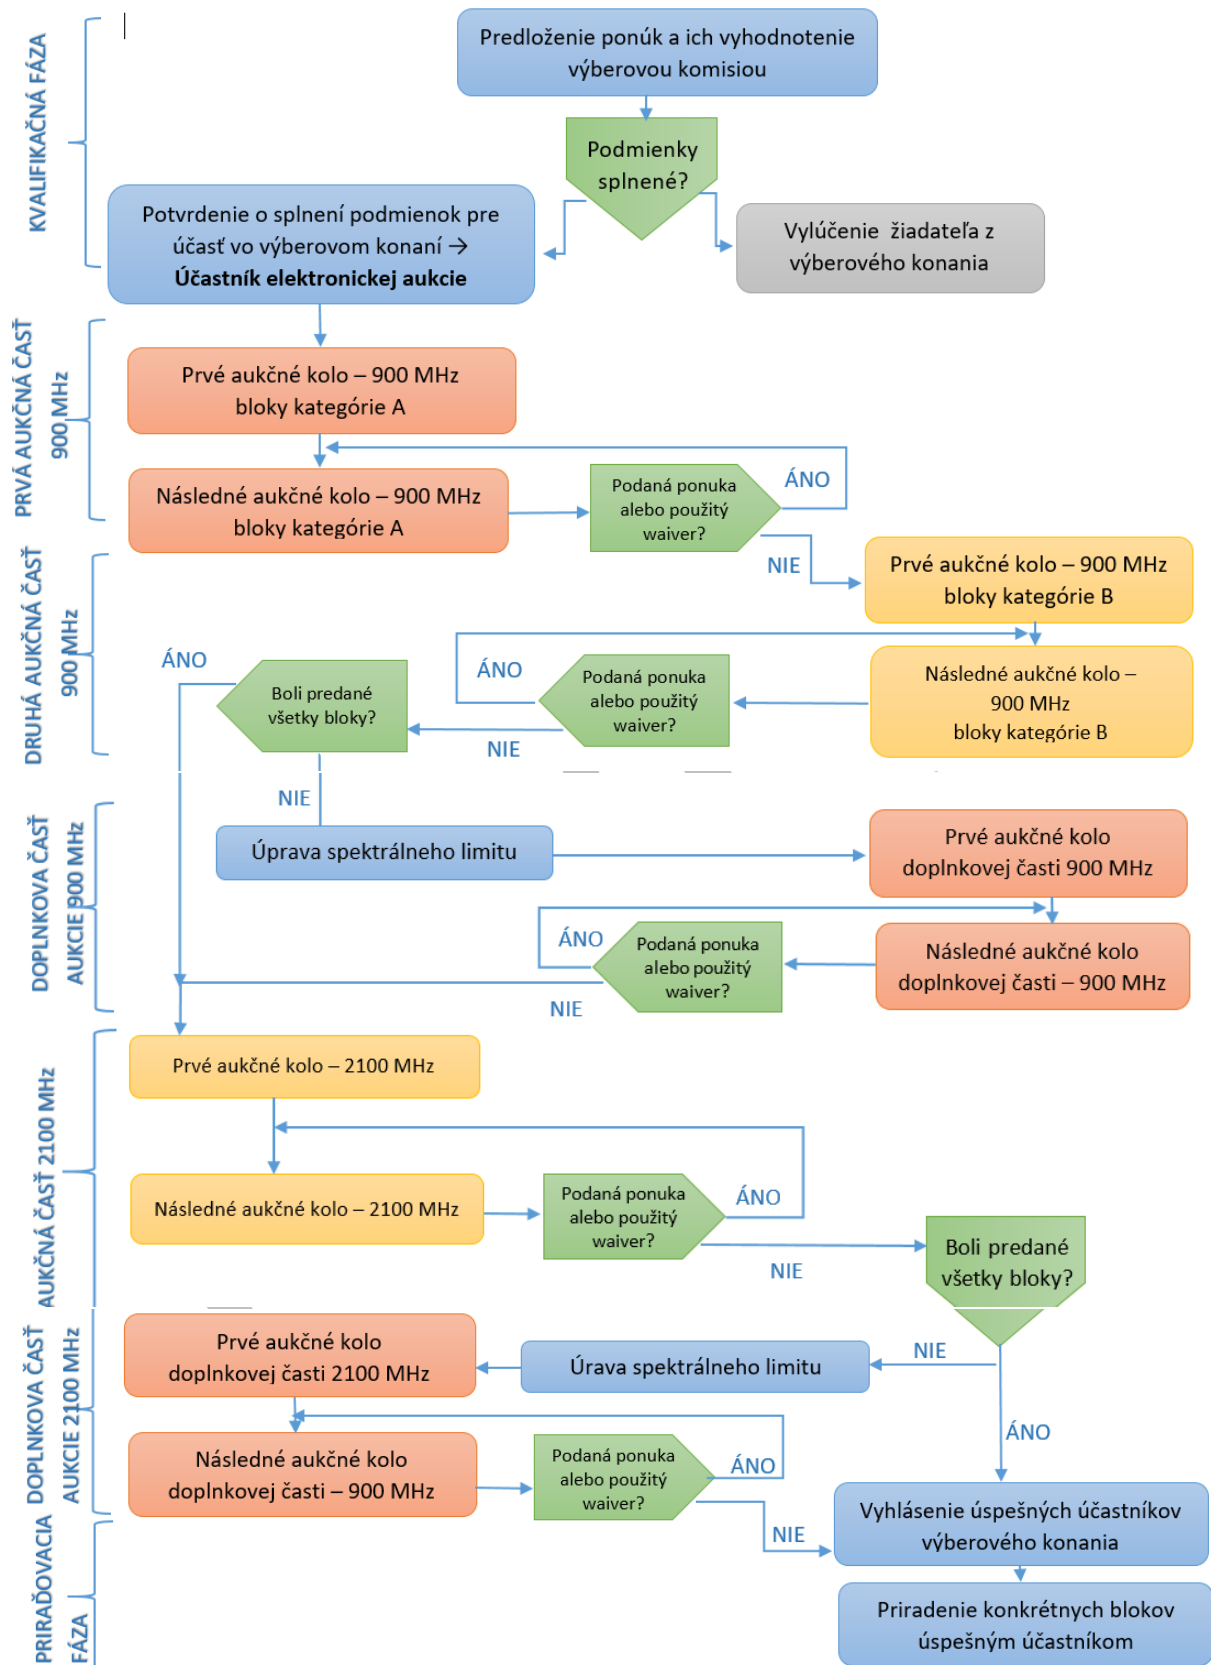 KVALIFIKAČNÁ FÁZA
Predloženie ponúk a ich vyhodnotenie
výberovou komisiou
Podmienky
splnené?
Potvrdenie o splnení podmienok pre
účasť vo výberovom konaní →
Účastník elektronickej aukcie
Vylúčenie žiadateľa z
výberového konania
PRVÁ AUKČNÁ ČASŤ
900 MHz
Prvé aukčné kolo – 900 MHz
bloky kategórie A
Následné aukčné kolo – 900 MHz
bloky kategórie A
Podaná ponuka
alebo použitý
waiver?
ÁNO
NIE
DRUHÁ AUKČNÁ ČASŤ
900 MHz
Prvé aukčné kolo – 900 MHz
bloky kategórie B
Následné aukčné kolo –
900 MHz
bloky kategórie B
Podaná ponuka
alebo použitý
waiver?
ÁNO
NIE
Boli predané
všetky bloky?
ÁNO
NIE
DOPLNKOVA ČASŤ
AUKCIE 900 MHz
Úprava spektrálneho limitu
Prvé aukčné kolo
doplnkovej časti 900 MHz
Následné aukčné kolo
doplnkovej časti – 900 MHz
Podaná ponuka
alebo použitý
waiver?
ÁNO
NIE
AUKČNÁ ČASŤ 2100 MHz
Prvé aukčné kolo – 2100 MHz
Následné aukčné kolo – 2100 MHz
Podaná ponuka
alebo použitý
waiver?
ÁNO
NIE
Boli predané
všetky bloky?
NIE
ÁNO
DOPLNKOVA ČASŤ
AUKCIE 2100 MHz
Úrava spektrálneho limitu
Prvé aukčné kolo
doplnkovej časti 2100 MHz
Následné aukčné kolo
doplnkovej časti – 900 MHz
Podaná ponuka
alebo použitý
waiver?
ÁNO
NIE
PRIRAĎOVACIA
FÁZA
Vyhlásenie úspešných účastníkov
výberového konania
Priradenie konkrétnych blokov
úspešným účastníkom